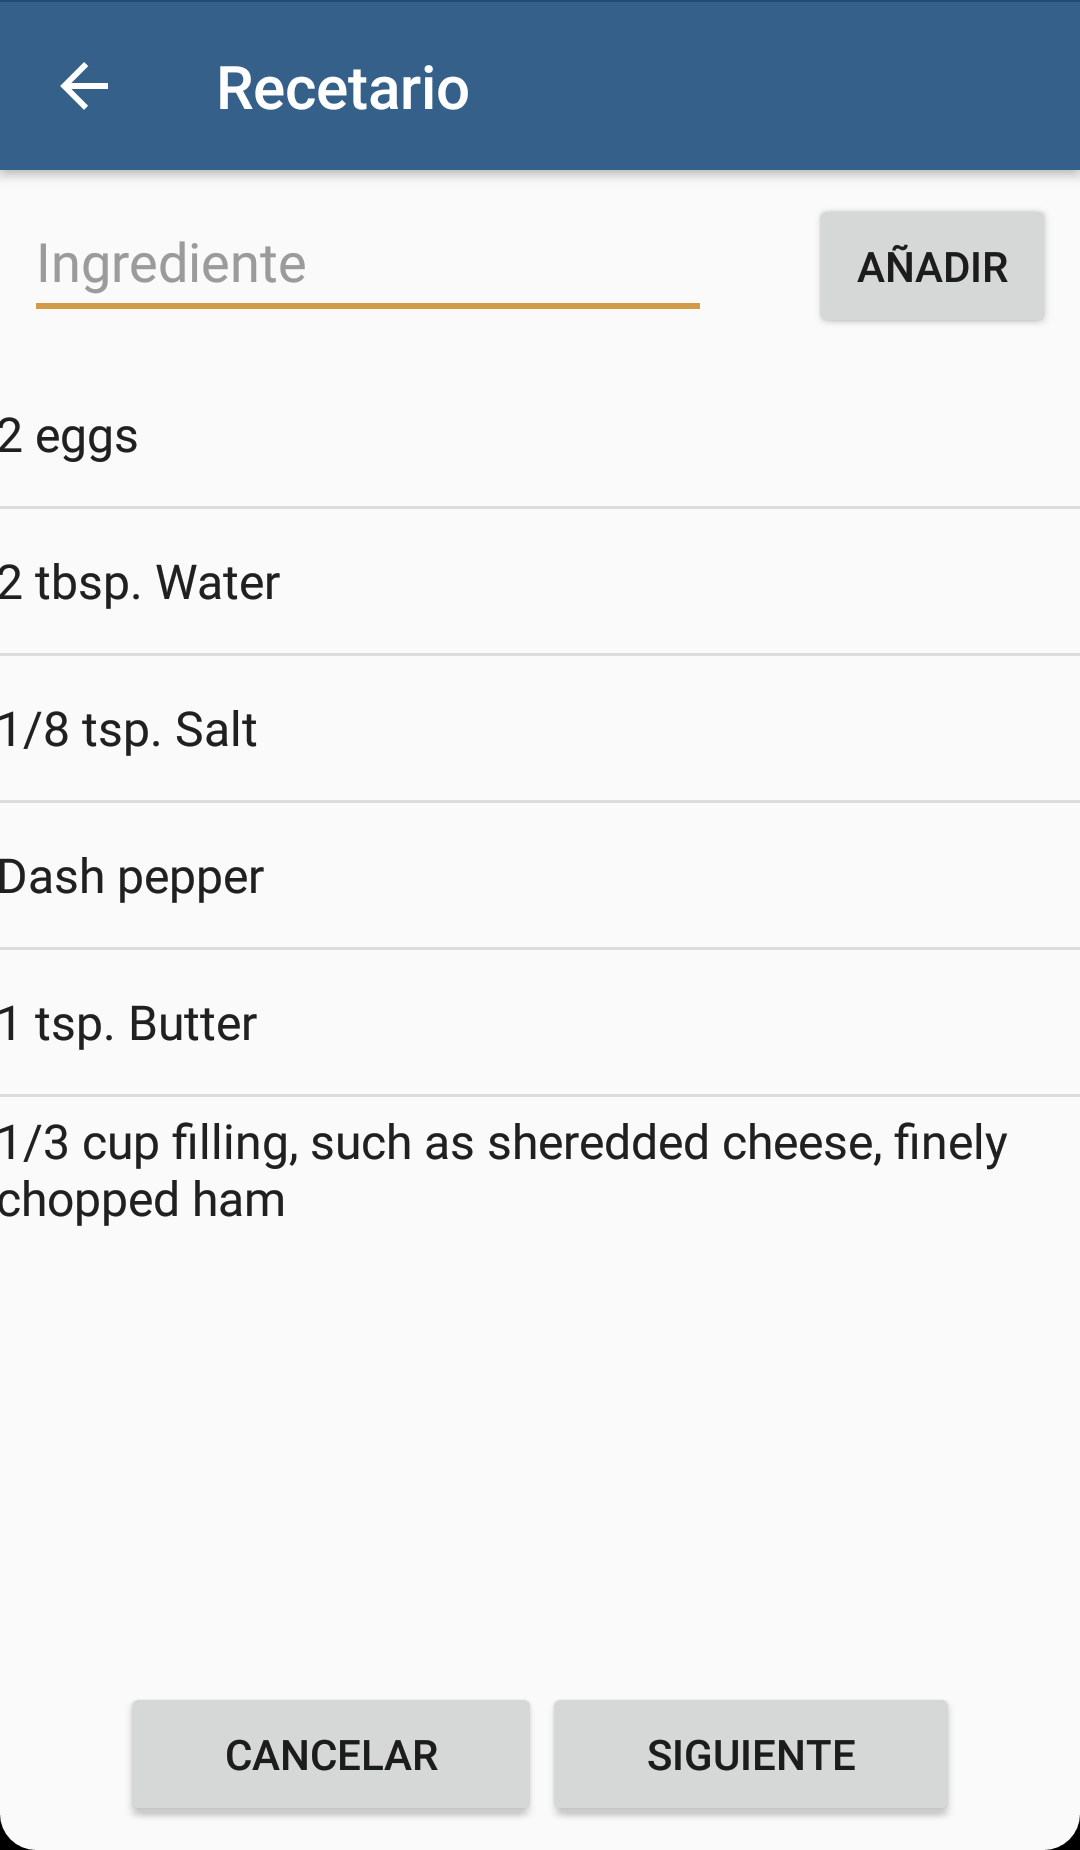 Recetario
Ingrediente
AÑADIR
2 eggs
2 tbsp. Water
1/8 tsp. Salt
Dash pepper
1 tsp. Butter
1/3 cup filling, such as sheredded cheese, finely
chopped ham
CANCELAR
SIGUIENTE